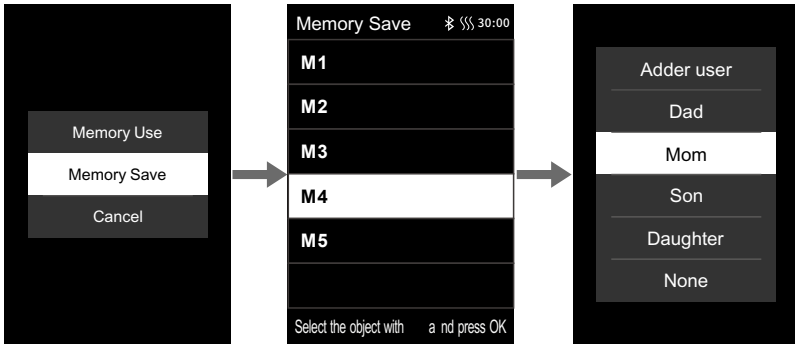 Memory Use
Memory Save
Cancel
Memory Save 30:00
M1
M2
M3
M4
M5
Select the object with a nd press OK
Adder user
Dad
Mom
Son
Daughter
None